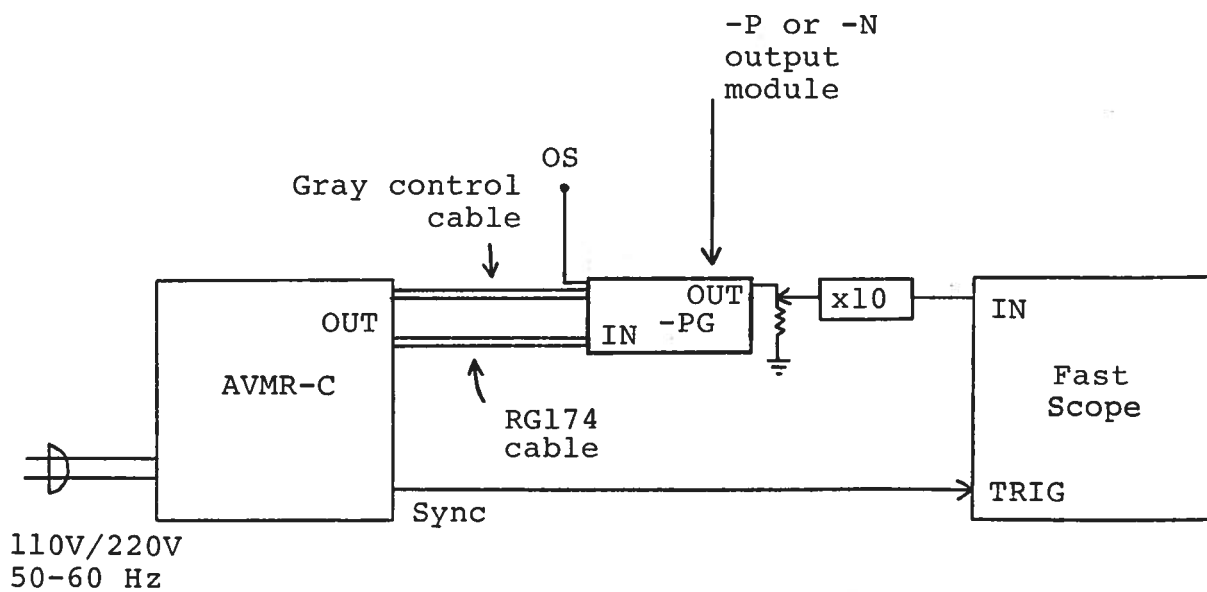 -P or -N
output
module
OS
Gray control
cable
OUT
IN
-PG
OUT
x10
IN
AVMR-C
Fast
Scope
RG174
cable
TRIG
Sync
110V/220V
50-60 Hz